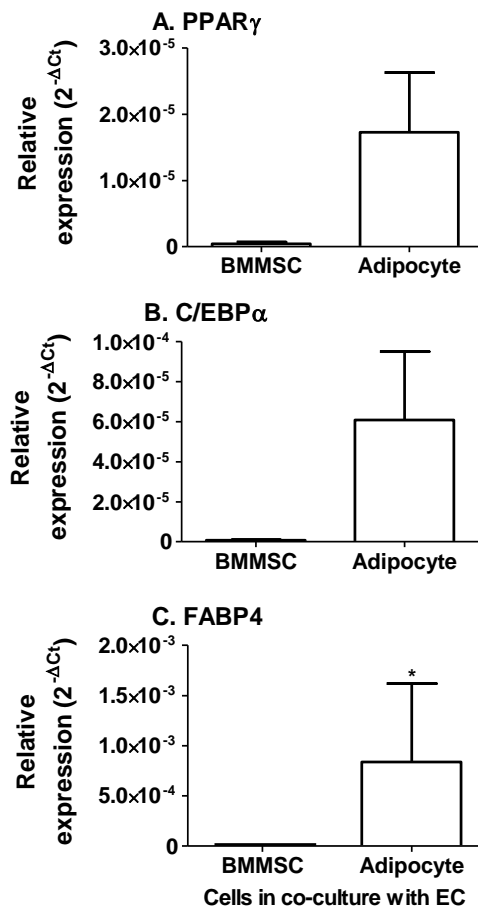 A. PPARγ
Relative
expression (2^-ΔCt)
3.0×10^-5
2.0×10^-5
1.0×10^-5
0
BMMSC Adipocyte
B. C/EBPα
Relative
expression (2^-ΔCt)
1.0×10^-4
8.0×10^-5
6.0×10^-5
4.0×10^-5
2.0×10^-5
0
BMMSC Adipocyte
C. FABP4
Relative
expression (2^-ΔCt)
2.0×10^-3
1.5×10^-3
1.0×10^-3
5.0×10^-4
0
*
BMMSC Adipocyte
Cells in co-culture with EC